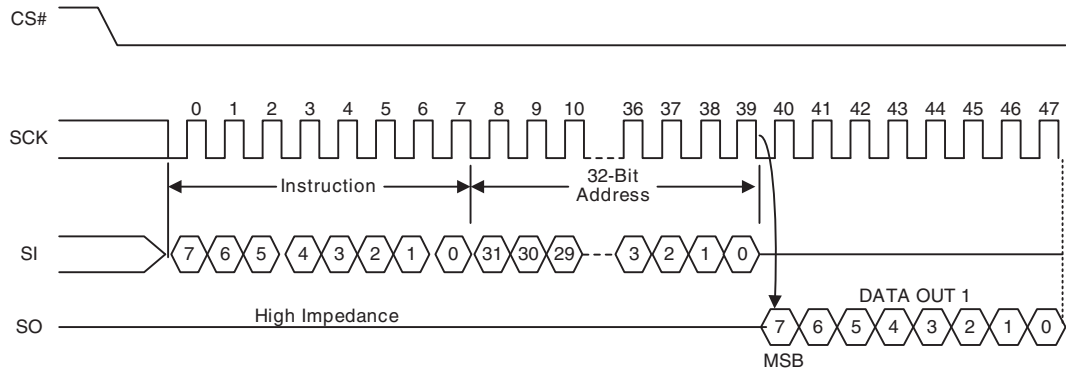 CS#
0 1 2 3 4 5 6 7 8 9 10 36 37 38 39 40 41 42 43 44 45 46 47
SCK
Instruction
32-Bit
Address
SI 7 6 5 4 3 2 1 0 31 30 29 3 2 1 0
DATA OUT 1
High Impedance
SO 7 6 5 4 3 2 1 0
MSB